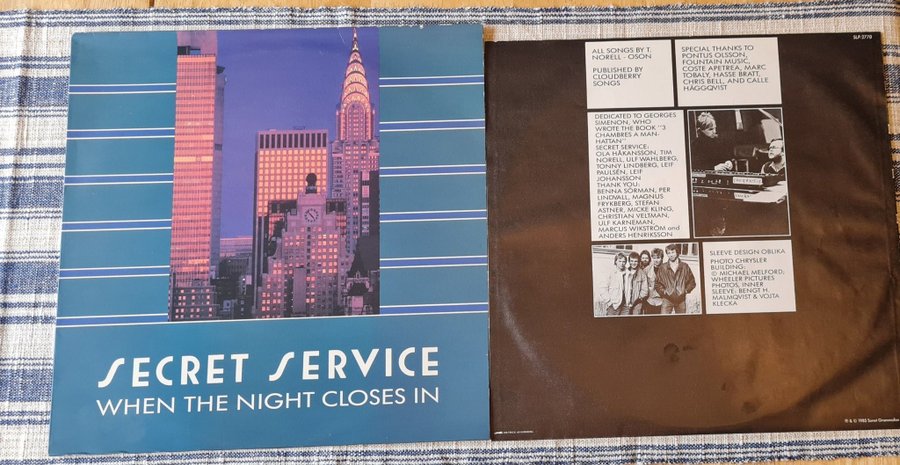 SECRET SERVICE
WHEN THE NIGHT CLOSES IN
SLP-2770
ALL SONGS BY T.
NORELL - OSON
PUBLISHED BY
CLOUDBERRY
SONGS
SPECIAL THANKS TO
PONTUS OLSSON,
FOUNTAIN MUSIC,
COSTE APETREA, MARC
TOBALY, HASSE BRATT,
CHRIS BELL, AND CALLE
HÄGGQVIST
DEDICATED TO GEORGES
SIMENON, WHO
WROTE THE BOOK "3
CHAMBRES A MAN-
HATTAN"
SECRET SERVICE:
OLA HÅKANSSON, TIM
NORELL, ULF WAHLBERG,
TONNY LINDBERG, LEIF
PAULSÉN, LEIF
JOHANSSON
THANK YOU:
BENNA SÖRMAN, PER
LINDVALL, MAGNUS
FRYKBERG, STEFAN
ASTNER, MICKE KLING,
CHRISTIAN VELTMAN,
ULF KARNEMAN,
MARCUS WIKSTRÖM and
ANDERS HENRIKSSON
SLEEVE DESIGN OBLIKA
PHOTO CHRYSLER
BUILDING:
© MICHAEL MELFORD;
WHEELER PICTURES
PHOTOS, INNER
SLEEVE: BENGT H.
MALMQVIST & VOJTA
KLECKA
℗ & © 1985 Sonet Grammofon